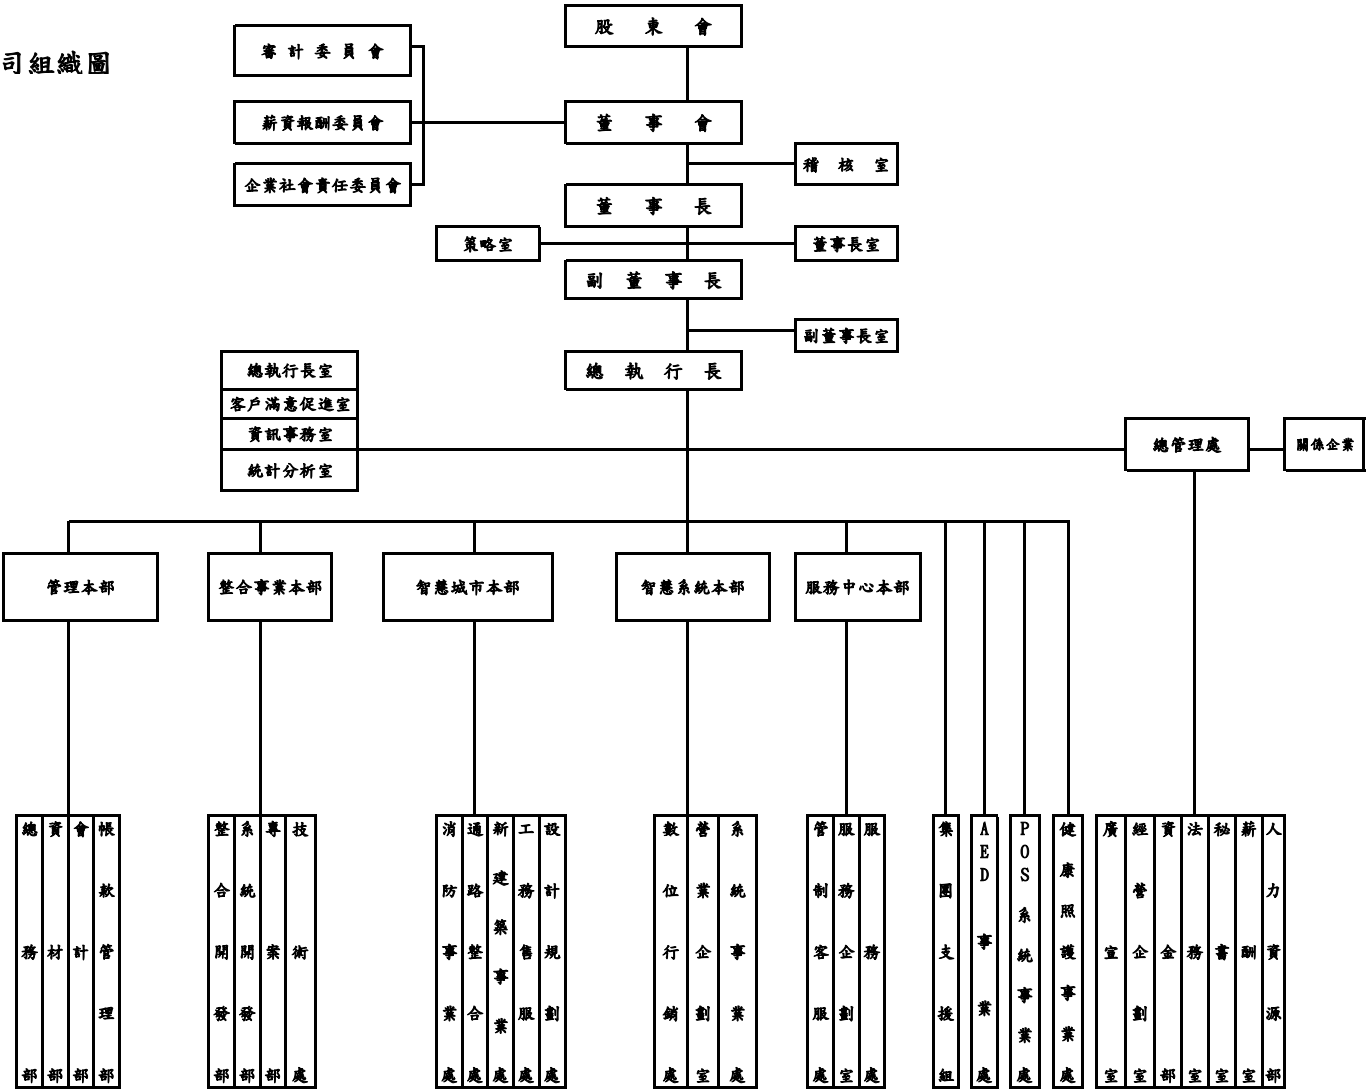 司組織圖
股東會
審計委員會
薪資報酬委員會
董事會
企業社會責任委員會
稽核室
董事長
策略室
董事長室
副董事長
副董事長室
總執行長
總執行長室
客戶滿意促進室
資訊事務室
統計分析室
總管理處
關係企業
管理本部
整合事業本部
智慧城市本部
智慧系統本部
服務中心本部
總務部
資材部
會計部
帳款管理部
整合開發部
系統開發部
專案部
技術處
消防事業處
通路整合處
新建築事業處
工務售服處
設計規劃處
數位行銷處
營業企劃室
系統事業處
管制客服處
服務企劃室
服務處
集團支援組
AED事業處
POS系統事業處
健康照護事業處
廣宣室
經營企劃室
資金部
法務室
秘書室
薪酬室
人力資源部